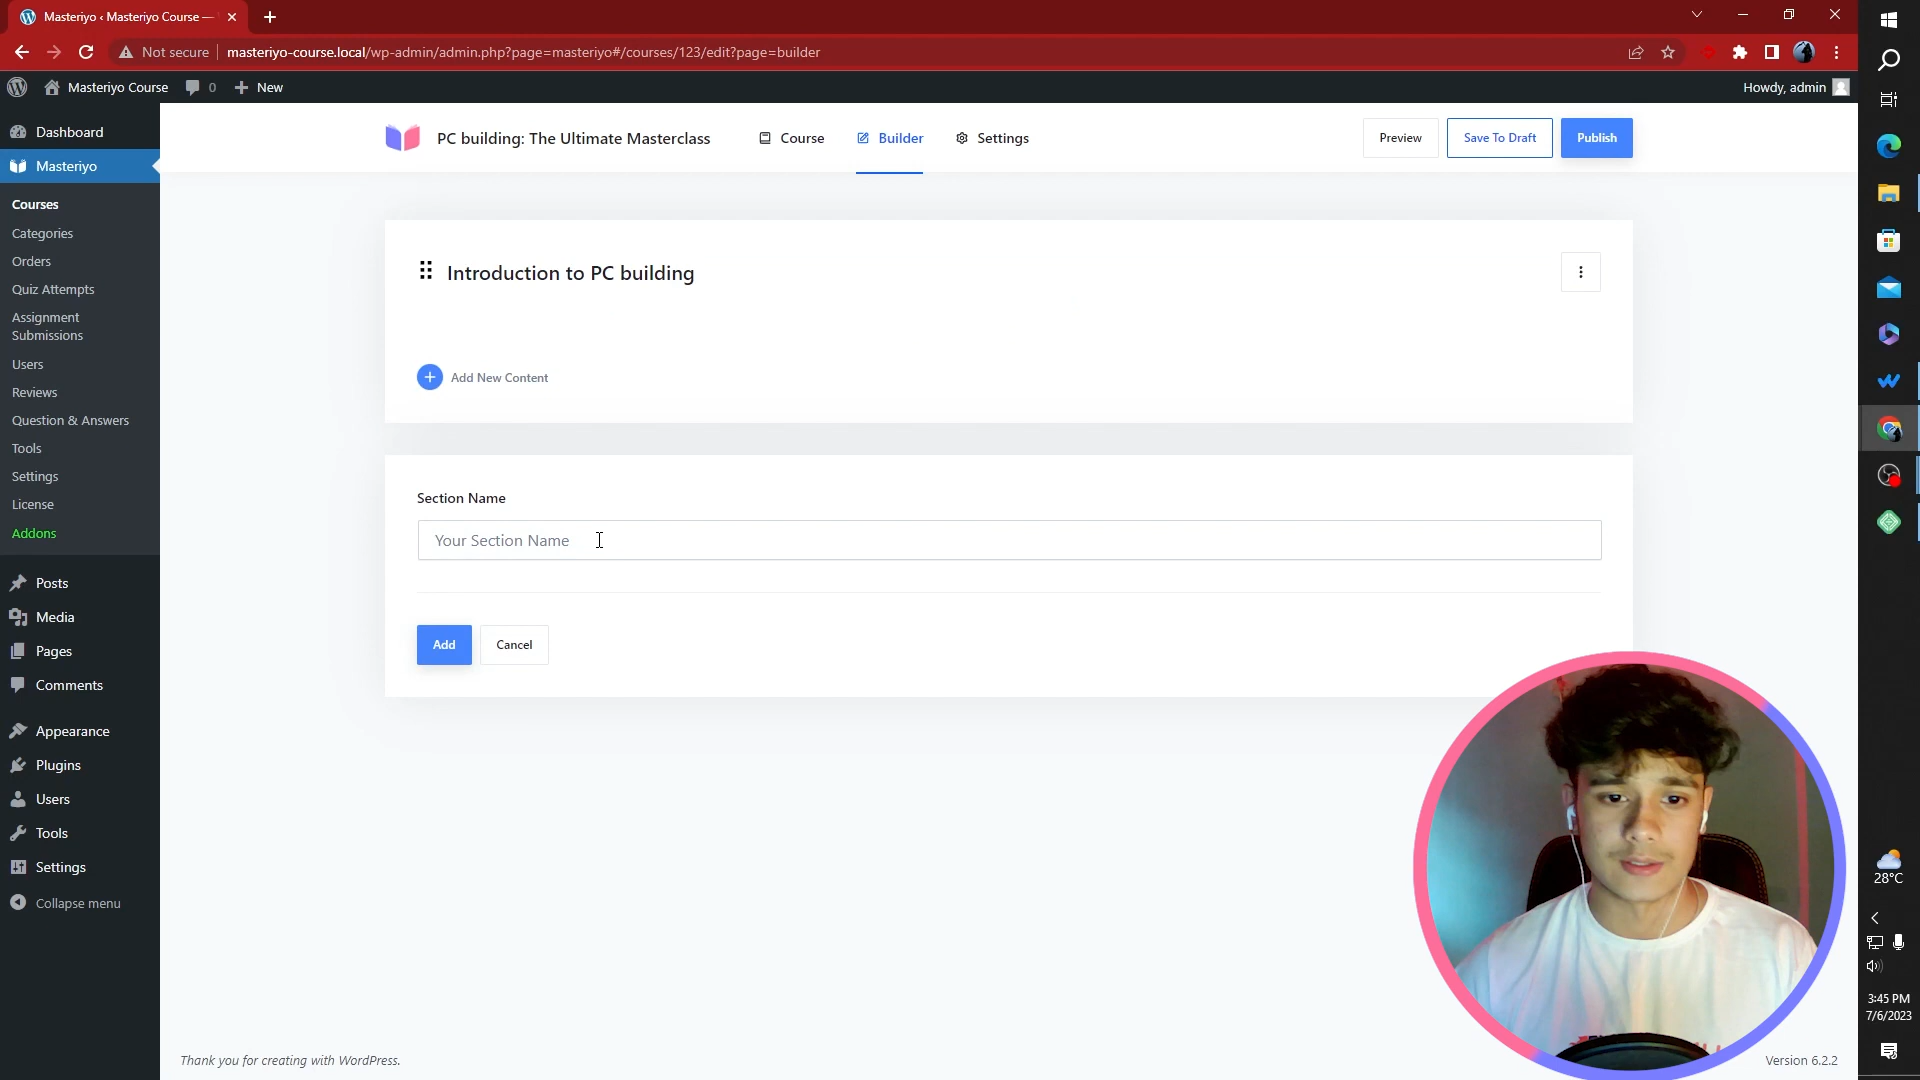 Masteriyo ‹ Masteriyo Course —
Not secure
masteriyo-course.local/wp-admin/admin.php?page=masteriyo#/courses/123/edit?page=builder
Masteriyo Course
0
New
Howdy, admin
Dashboard
Masteriyo
Courses
Categories
Orders
Quiz Attempts
Assignment
Submissions
Users
Reviews
Question & Answers
Tools
Settings
License
Addons
Posts
Media
Pages
Comments
Appearance
Plugins
Users
Tools
Settings
Collapse menu
PC building: The Ultimate Masterclass
Course
Builder
Settings
Preview
Save To Draft
Publish
Introduction to PC building
Add New Content
Section Name
Your Section Name
Add
Cancel
Thank you for creating with WordPress.
Version 6.2.2
28°C
3:45 PM
7/6/2023